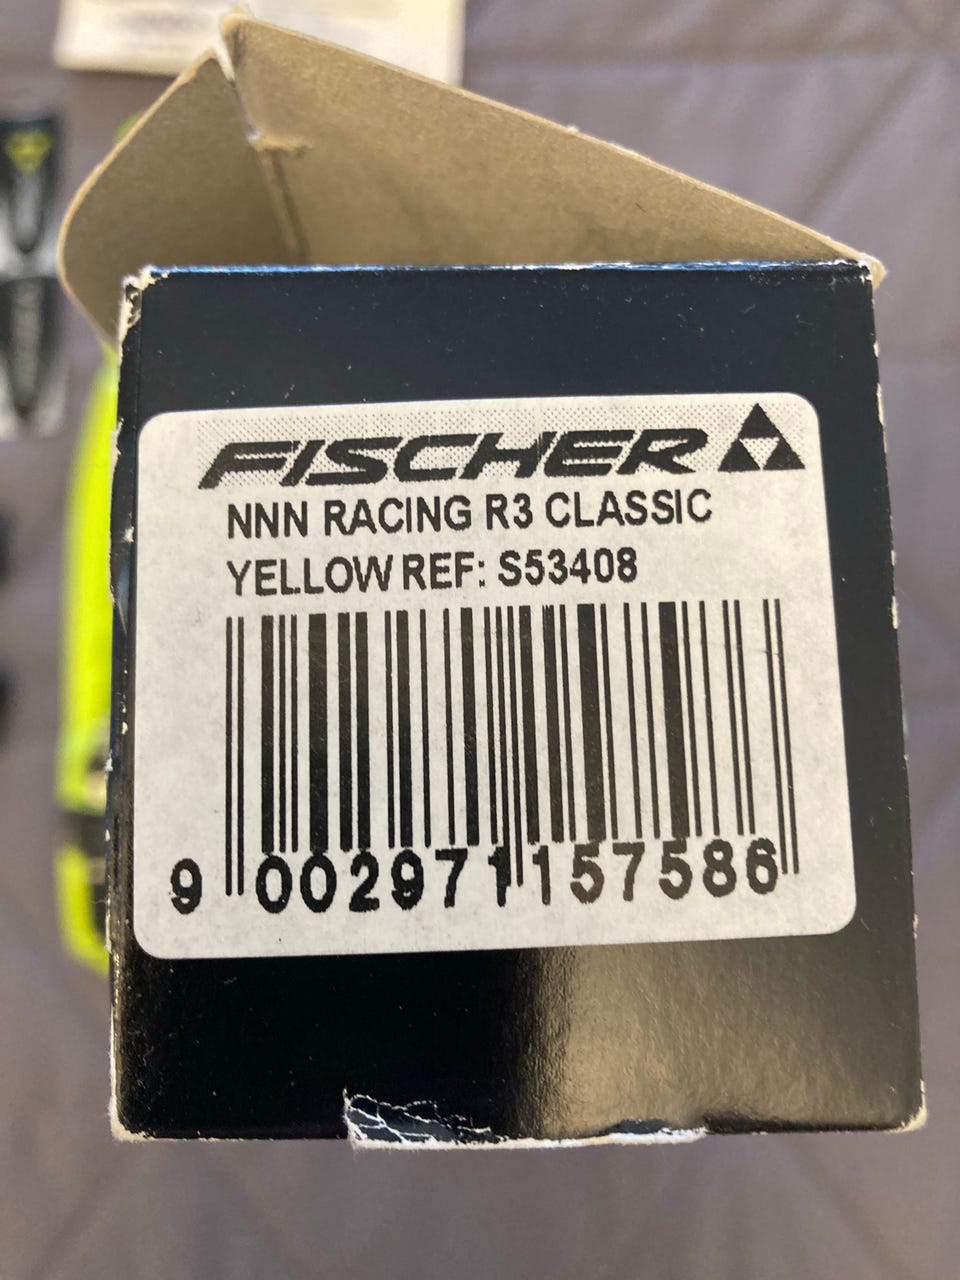 FISCHER
NNN RACING R3 CLASSIC
YELLOW REF: S53408
9 002971 157586